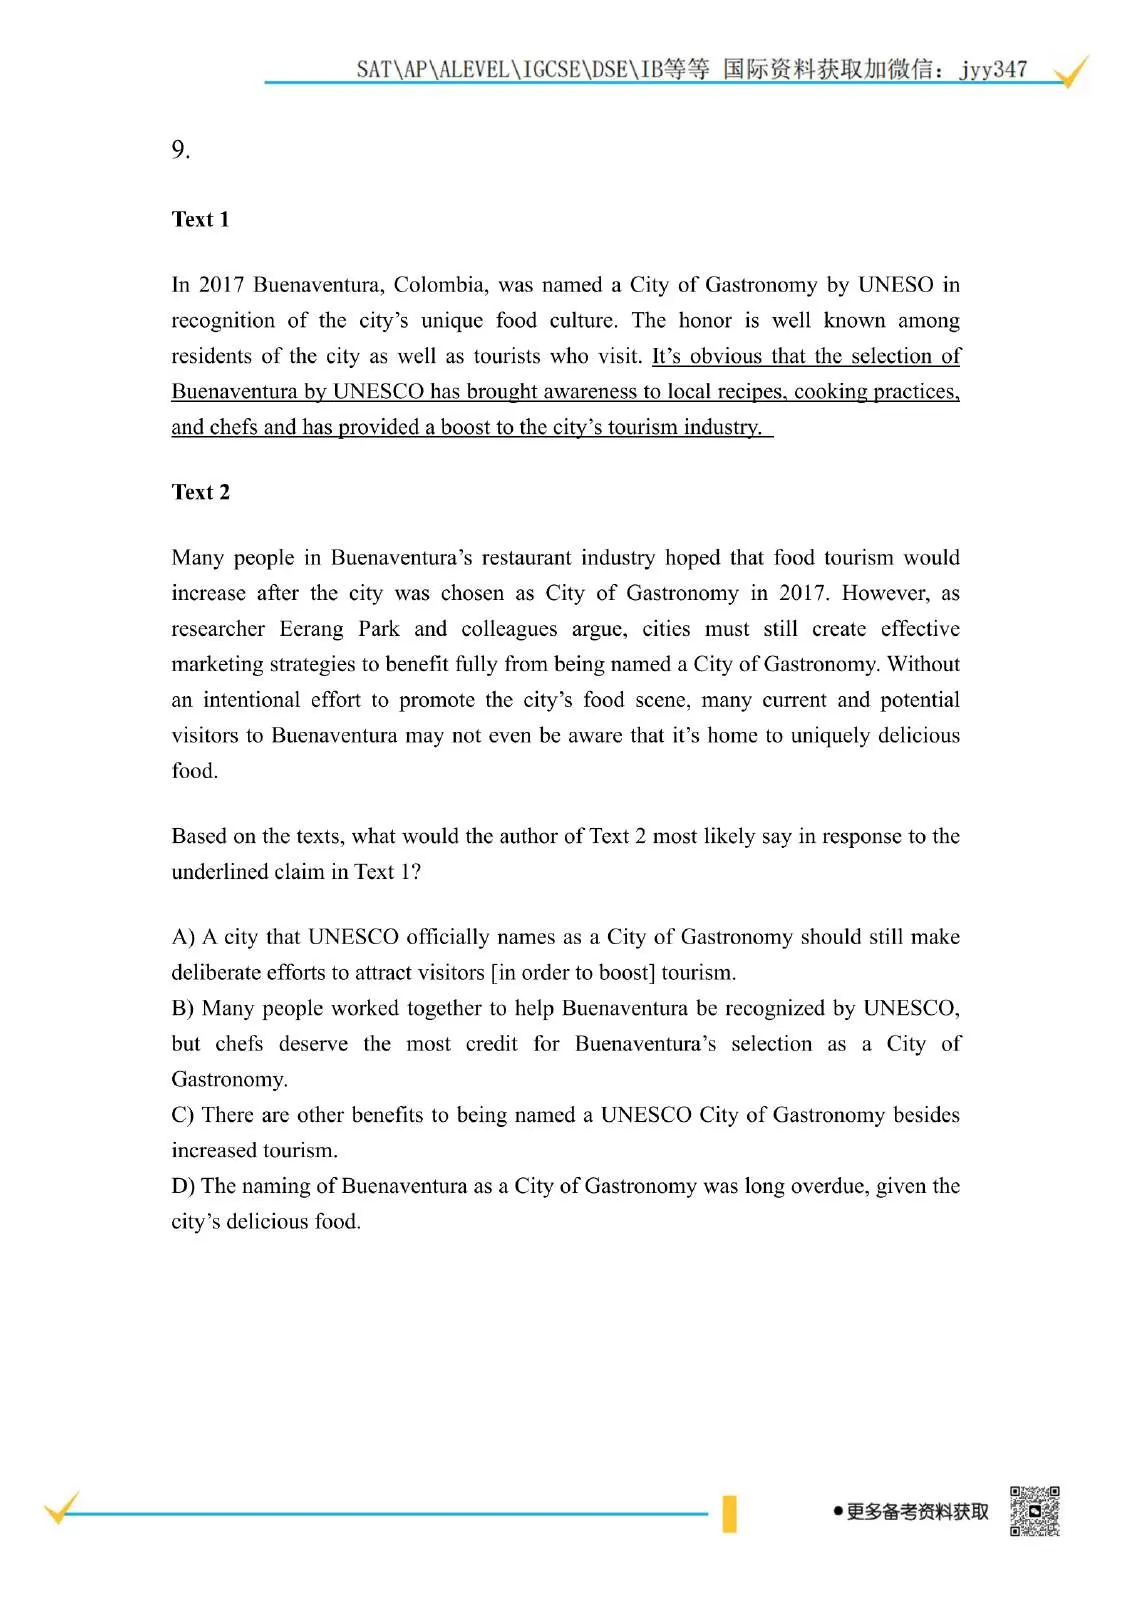 SAT\AP\ALEVEL\IGCSE\DSE\IB等等 国际资料获取加微信：jyy347
9.
Text 1
In 2017 Buenaventura, Colombia, was named a City of Gastronomy by UNESO in
recognition of the city’s unique food culture. The honor is well known among
residents of the city as well as tourists who visit. It’s obvious that the selection of
Buenaventura by UNESCO has brought awareness to local recipes, cooking practices,
and chefs and has provided a boost to the city’s tourism industry.
Text 2
Many people in Buenaventura’s restaurant industry hoped that food tourism would
increase after the city was chosen as City of Gastronomy in 2017. However, as
researcher Eerang Park and colleagues argue, cities must still create effective
marketing strategies to benefit fully from being named a City of Gastronomy. Without
an intentional effort to promote the city’s food scene, many current and potential
visitors to Buenaventura may not even be aware that it’s home to uniquely delicious
food.
Based on the texts, what would the author of Text 2 most likely say in response to the
underlined claim in Text 1?
A) A city that UNESCO officially names as a City of Gastronomy should still make
deliberate efforts to attract visitors [in order to boost] tourism.
B) Many people worked together to help Buenaventura be recognized by UNESCO,
but chefs deserve the most credit for Buenaventura’s selection as a City of
Gastronomy.
C) There are other benefits to being named a UNESCO City of Gastronomy besides
increased tourism.
D) The naming of Buenaventura as a City of Gastronomy was long overdue, given the
city’s delicious food.
●更多备考资料获取